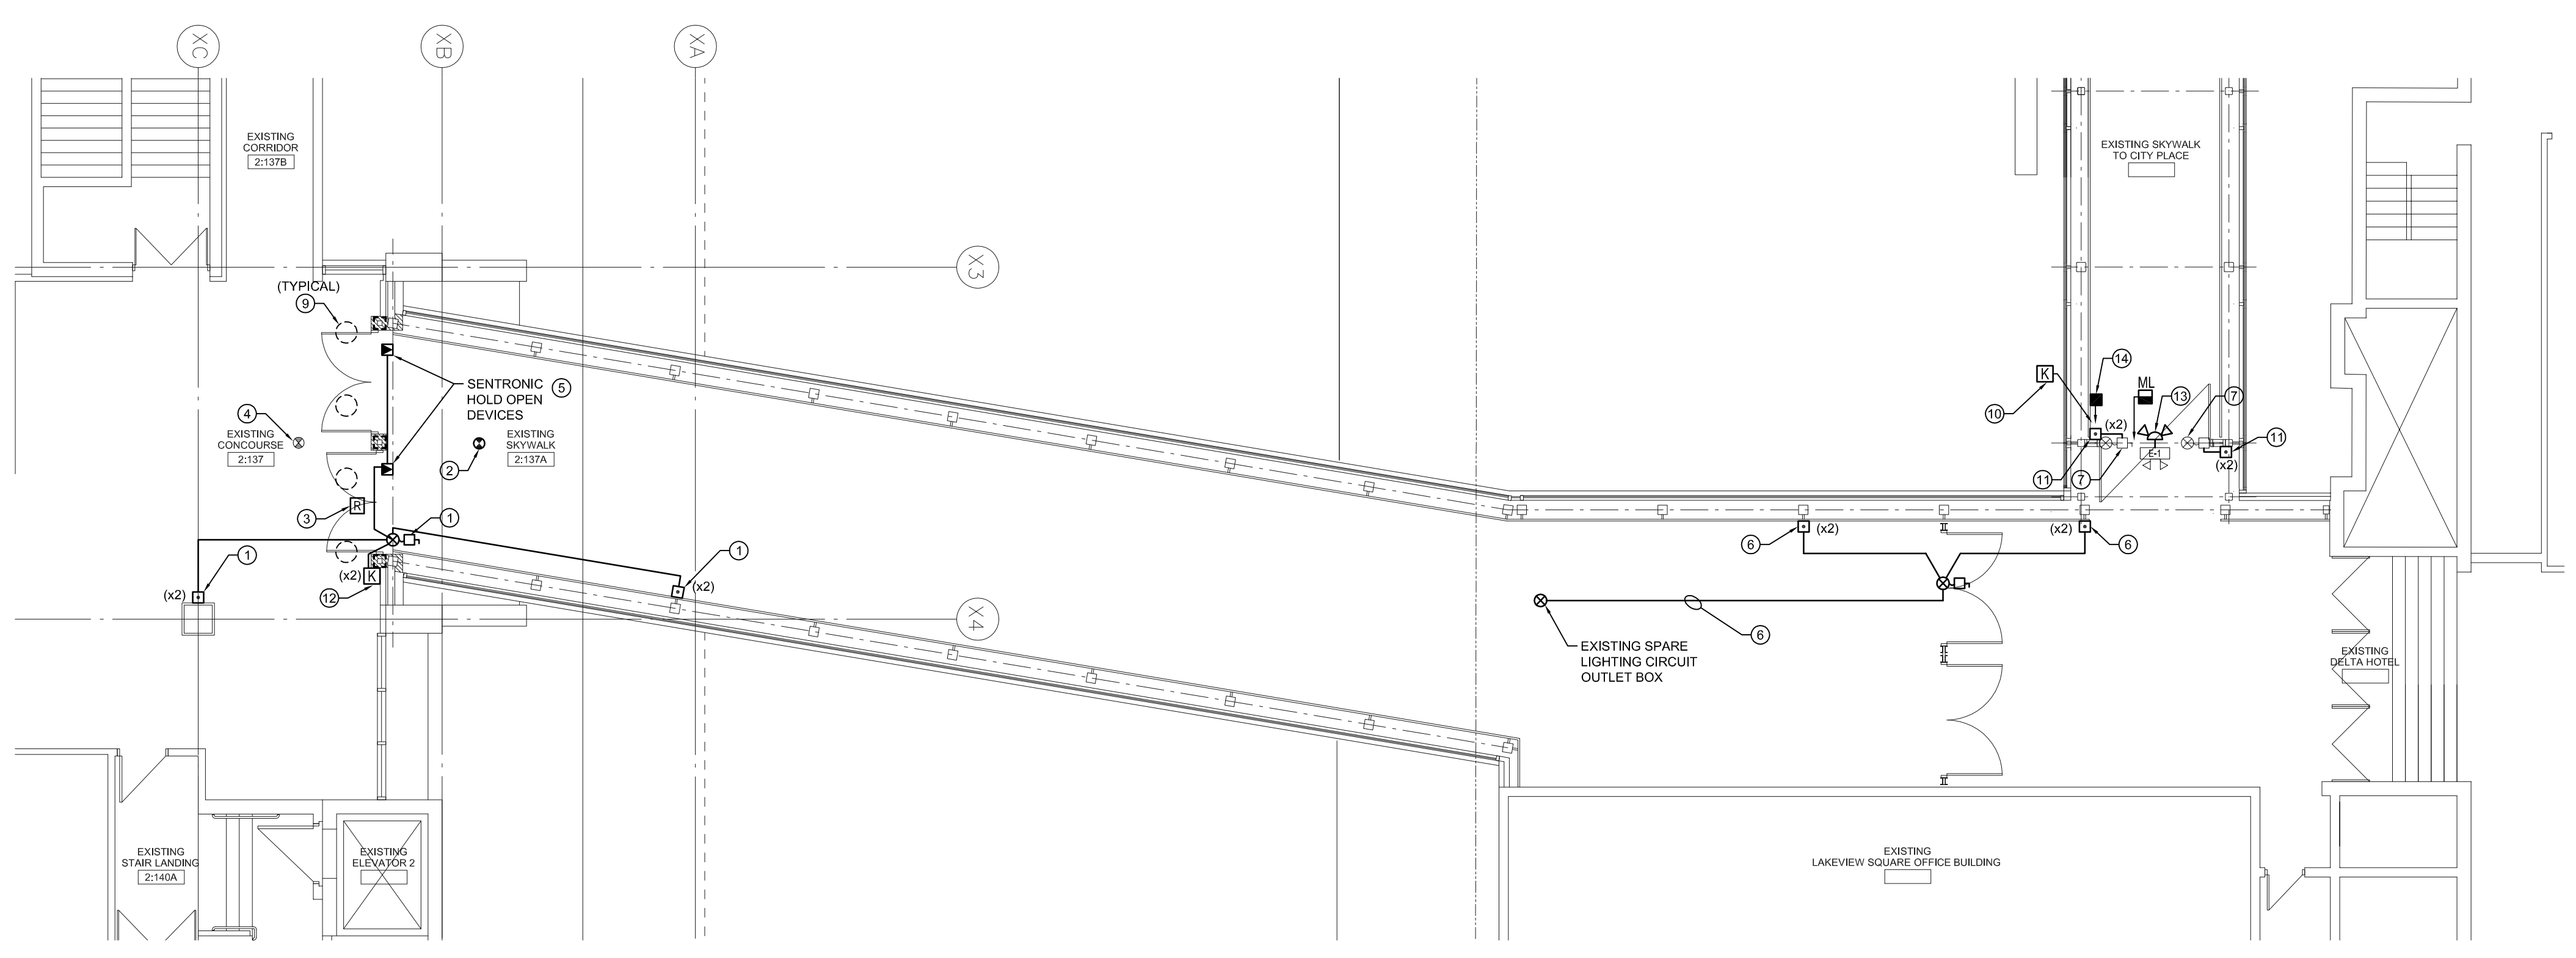 XC
XB
XA
EXISTING
CORRIDOR
2:137B
EXISTING SKYWALK
TO CITY PLACE
X3
(TYPICAL)
9
SENTRONIC
HOLD OPEN
DEVICES
5
4
EXISTING
CONCOURSE
2:137
2
EXISTING
SKYWALK
2:137A
14
K
ML
10
13
7
(x2)
E-1
11
(x2)
11
7
3
R
1
1
1
(x2)
(x2)
K
12
(x2)
(x2)
6
(x2)
6
X4
6
EXISTING SPARE
LIGHTING CIRCUIT
OUTLET BOX
EXISTING
DELTA HOTEL
EXISTING
STAIR LANDING
2:140A
EXISTING
ELEVATOR 2
EXISTING
LAKEVIEW SQUARE OFFICE BUILDING